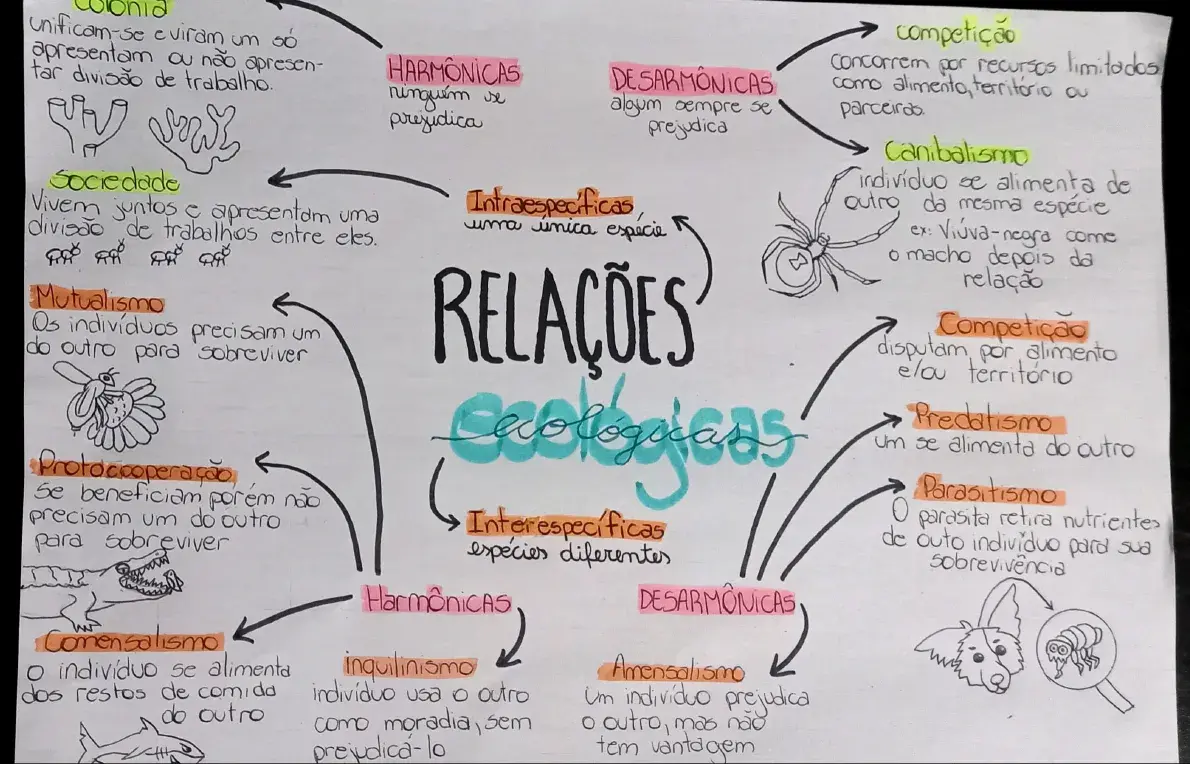 Colônia
unificam-se e viram um só
apresentam ou não apresen-
tar divisão de trabalho.
HARMÔNICAS
ninguém se
prejudica
DESARMÔNICAS
algum sempre se
prejudica
competição
concorrem por recursos limitados
como alimento, território ou
parceiros.
Canibalismo
indivíduo se alimenta de
outro da mesma espécie
ex: Viúva-negra come
o macho depois da
relação
Sociedade
Vivem juntos e apresentam uma
divisão de trabalhos entre eles.
Intraespecíficas
uma única espécie
RELAÇÕES
ecológicas
ecológicas
Mutualismo
Os indivíduos precisam um
do outro para sobreviver
Protocooperação
se beneficiam porém não
precisam um do outro
para sobreviver
Interespecíficas
espécies diferentes
Competição
disputam por alimento
e/ou território
Predatismo
um se alimenta do outro
Parasitismo
O parasita retira nutrientes
de outo indivíduo para sua
sobrevivência
Harmônicas
DESARMÔNICAS
Comensalismo
O indivíduo se alimenta
dos restos de comida
do outro
inquilinismo
indivíduo usa o outro
como moradia, sem
prejudicá-lo
Amensalismo
Um indivíduo prejudica
o outro, mas não
tem vantagem